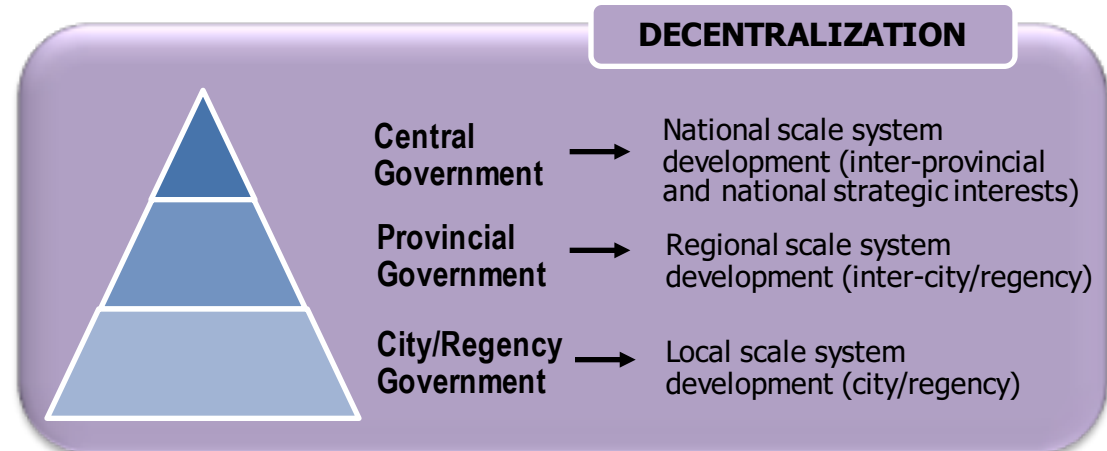 DECENTRALIZATION
Central
Government
National scale system
development (inter-provincial
and national strategic interests)
Provincial
Government
Regional scale system
development (inter-city/regency)
City/Regency
Government
Local scale system
development (city/regency)